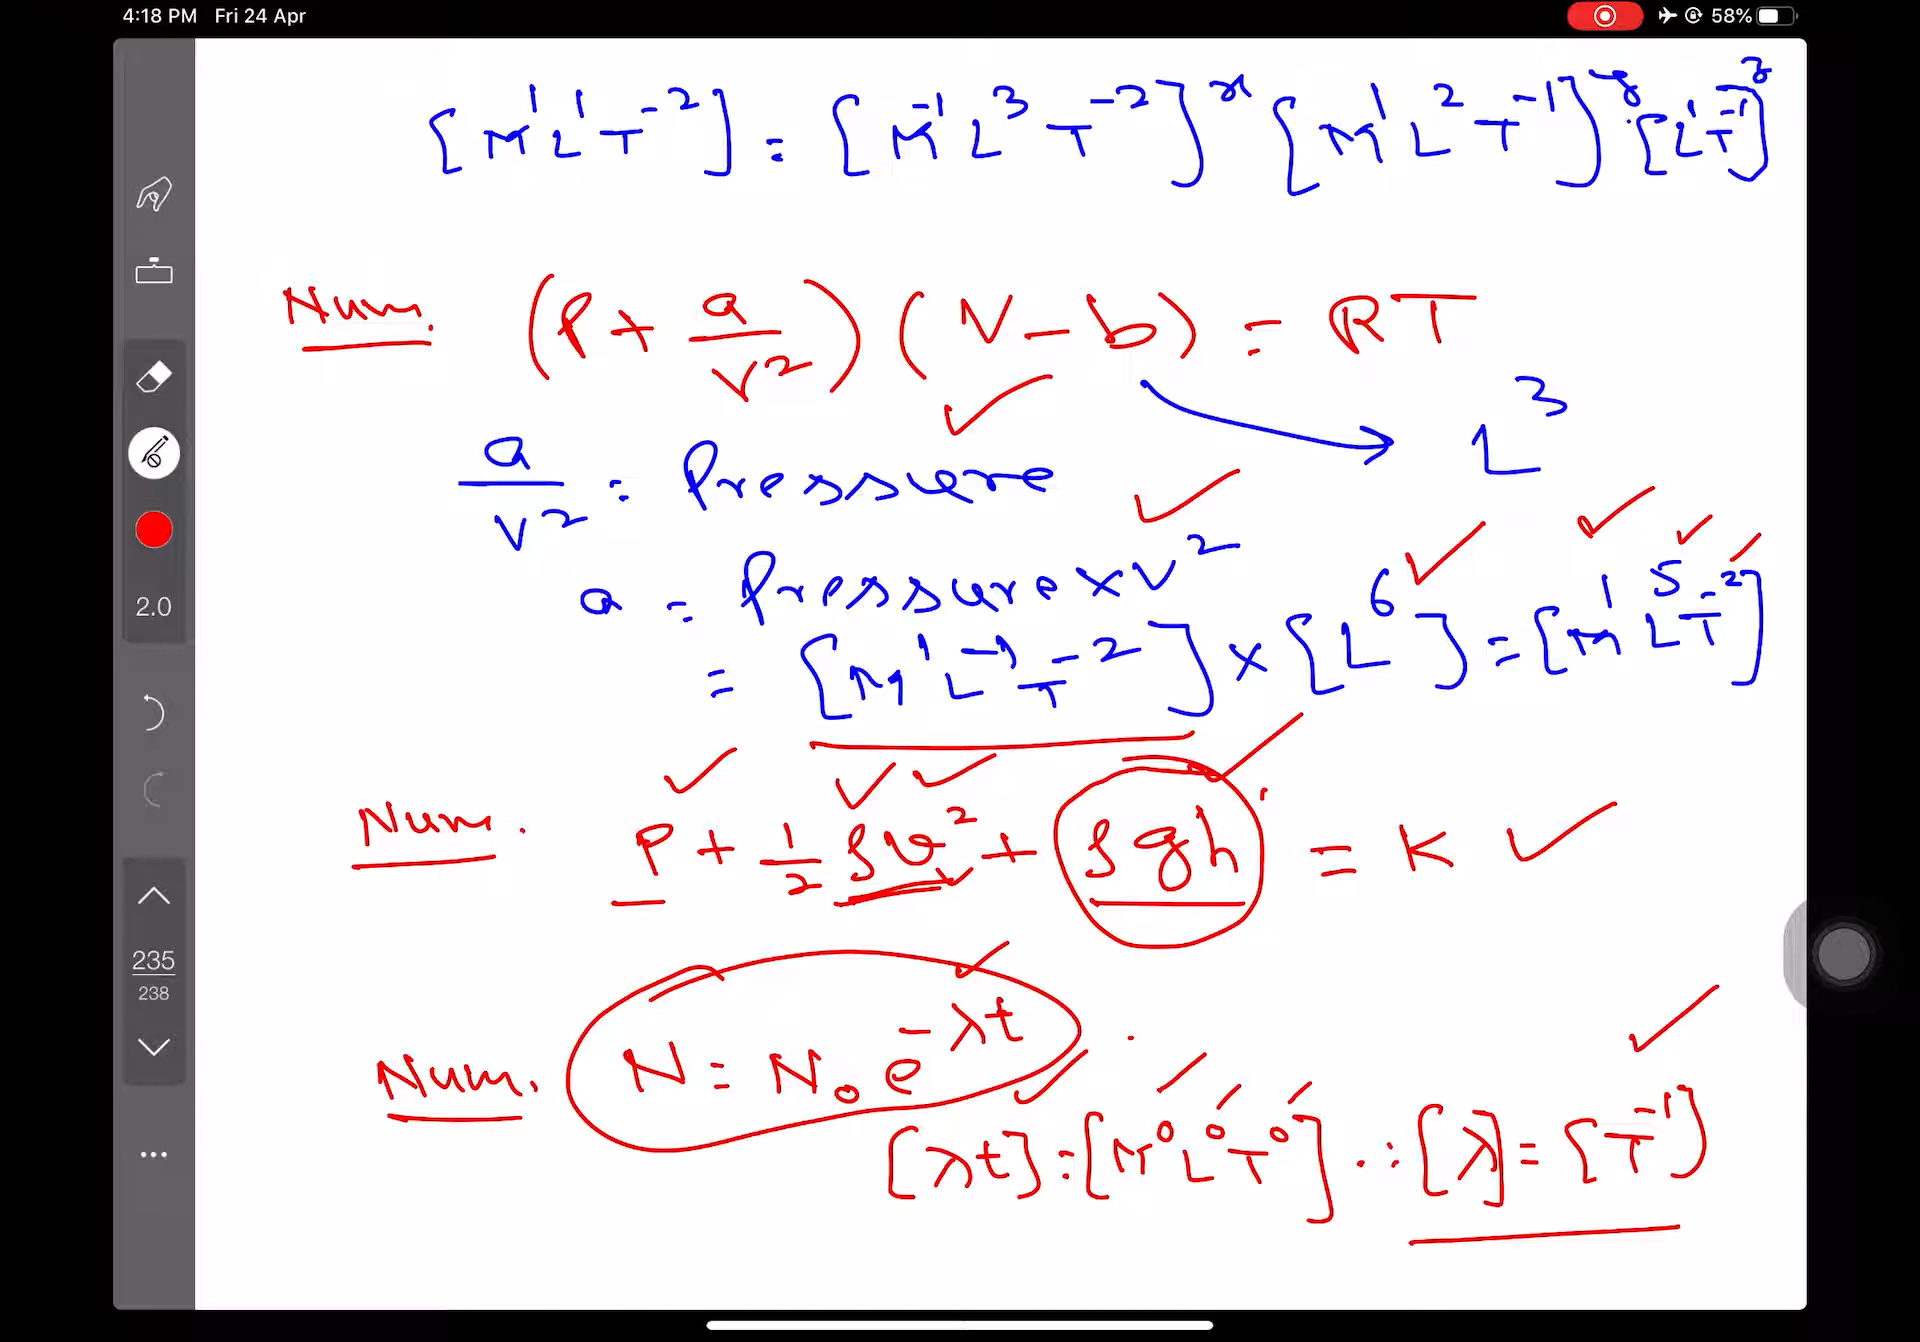 4:18 PM Fri 24 Apr
58%
[M¹L¹T⁻²] = [M⁻¹L³T⁻²]ˣ [M¹L²T⁻¹]ʸ [L¹T⁻¹]ᶻ
Num. (P + a/V²) (V – b) = RT
L³
a/V² = Pressure
a = Pressure × V²
= [M¹L⁻¹T⁻²] × [L⁶] = [M¹L⁵T⁻²]
2.0
Num. P + 1/2 ρv² + ρgh = K
235
238
Num. N = N₀e^–λt
[λt] = [M⁰L⁰T⁰] ∴ [λ] = [T⁻¹]